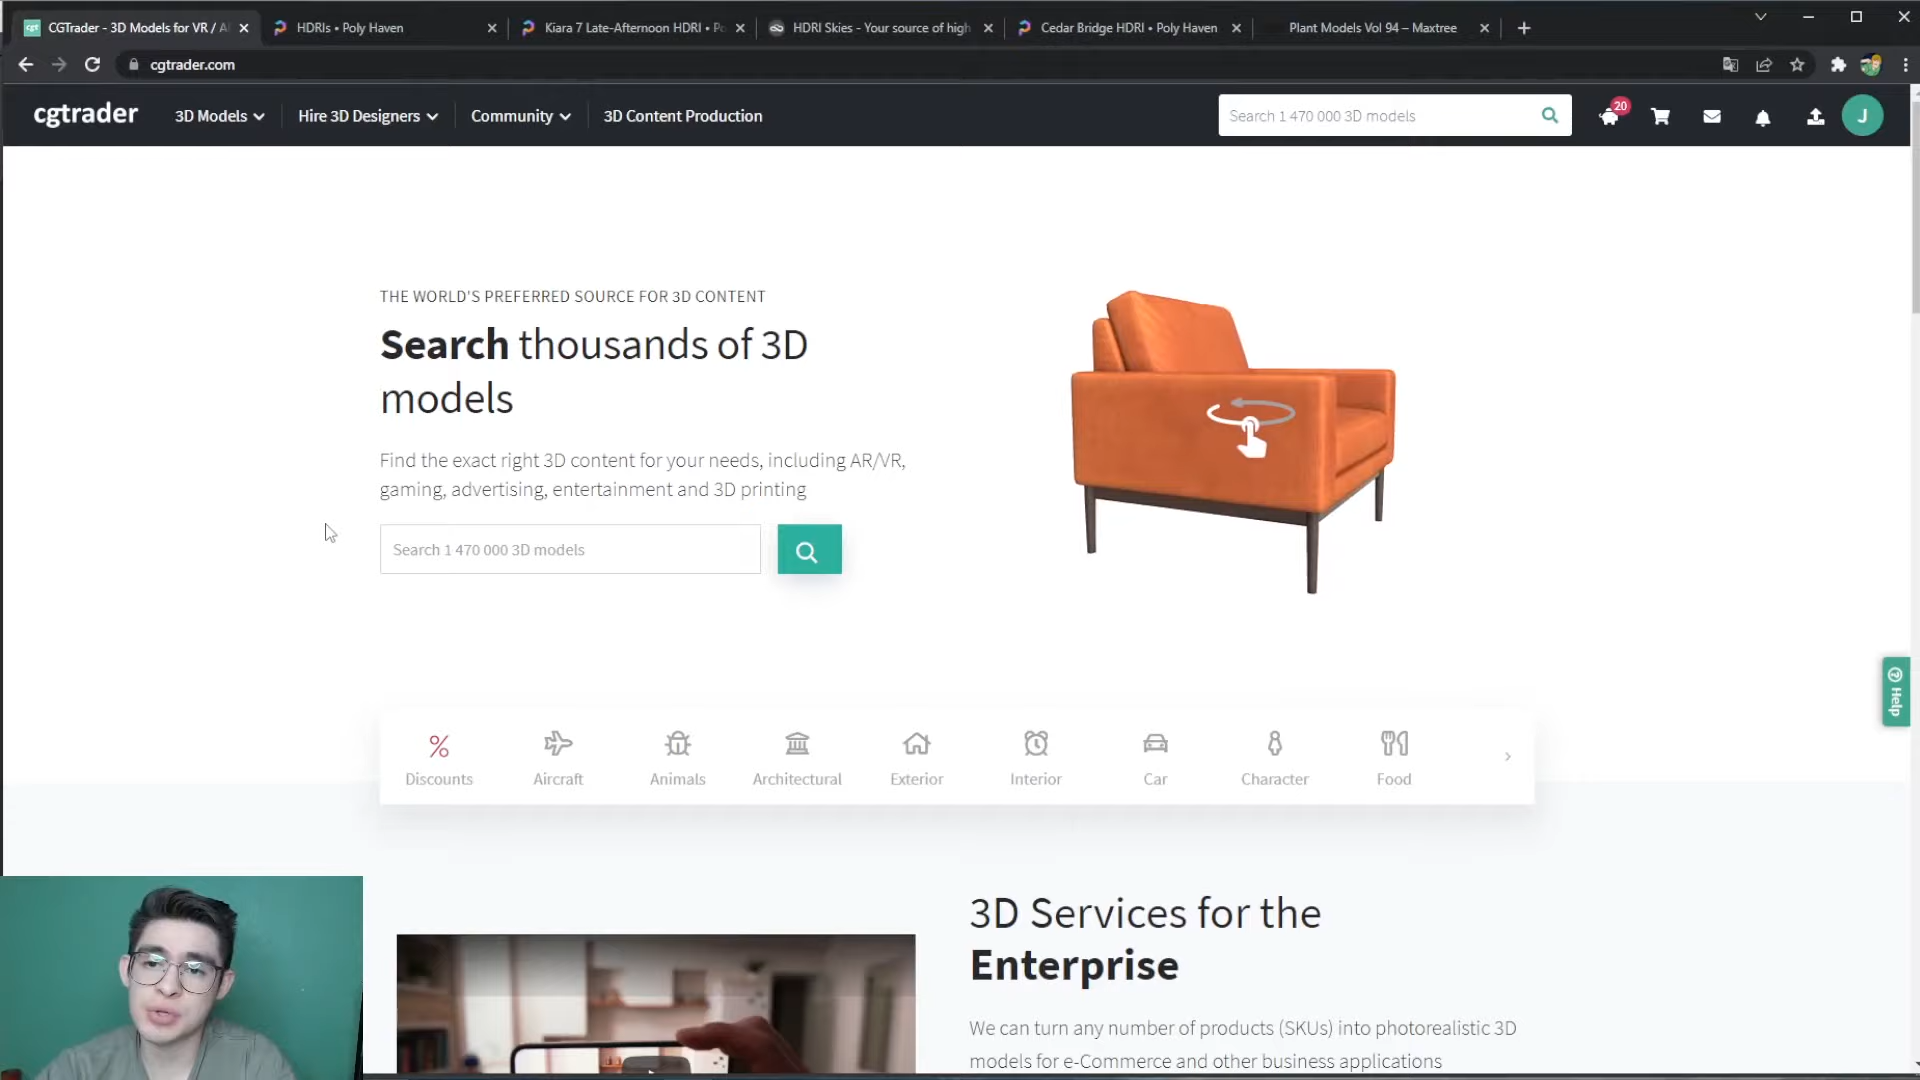 CGTrader - 3D Models for VR / A
HDRIs • Poly Haven
Kiara 7 Late-Afternoon HDRI • Po
HDRI Skies - Your source of high
Cedar Bridge HDRI • Poly Haven
Plant Models Vol 94 – Maxtree
cgtrader.com
cgtrader
3D Models
Hire 3D Designers
Community
3D Content Production
Search 1 470 000 3D models
20
J
THE WORLD'S PREFERRED SOURCE FOR 3D CONTENT
Search thousands of 3D
models
Find the exact right 3D content for your needs, including AR/VR,
gaming, advertising, entertainment and 3D printing
Search 1 470 000 3D models
Help
Discounts
Aircraft
Animals
Architectural
Exterior
Interior
Car
Character
Food
3D Services for the
Enterprise
We can turn any number of products (SKUs) into photorealistic 3D
models for e-Commerce and other business applications